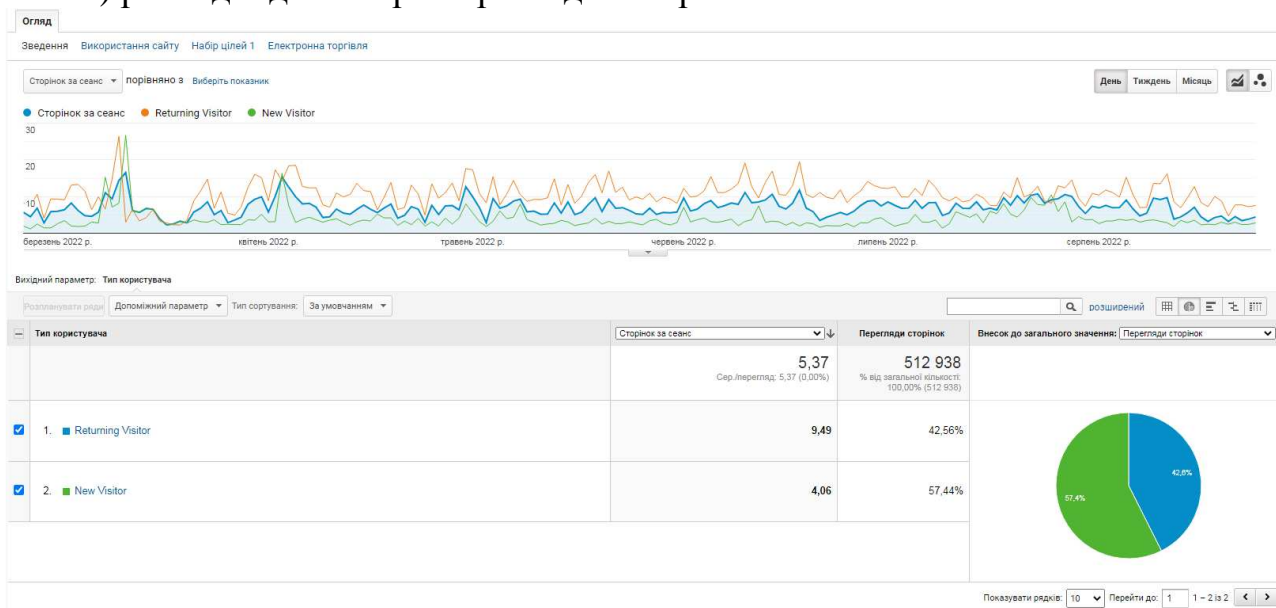 Огляд
Зведення Використання сайту Набір цілей 1 Електронна торгівля
Сторінок за сеанс порівняно з Виберіть показник
День Тиждень Місяць
Сторінок за сеанс Returning Visitor New Visitor
30
20
10
березень 2022 р. квітень 2022 р. травень 2022 р. червень 2022 р. липень 2022 р. серпень 2022 р.
Вихідний параметр: Тип користувача
Розпланувати ряди Допоміжний параметр Тип сортування: За умовчанням розширений
Тип користувача Сторінок за сеанс Перегляди сторінок Внесок до загального значення: Перегляди сторінок
5,37 512 938
Сер./перегляд: 5,37 (0,00%) % від загальної кількості:
100,00% (512 938)
1. Returning Visitor 9,49 42,56%
42,6%
2. New Visitor 4,06 57,44%
57,4%
Показувати рядків: 10 Перейти до: 1 1 – 2 із 2